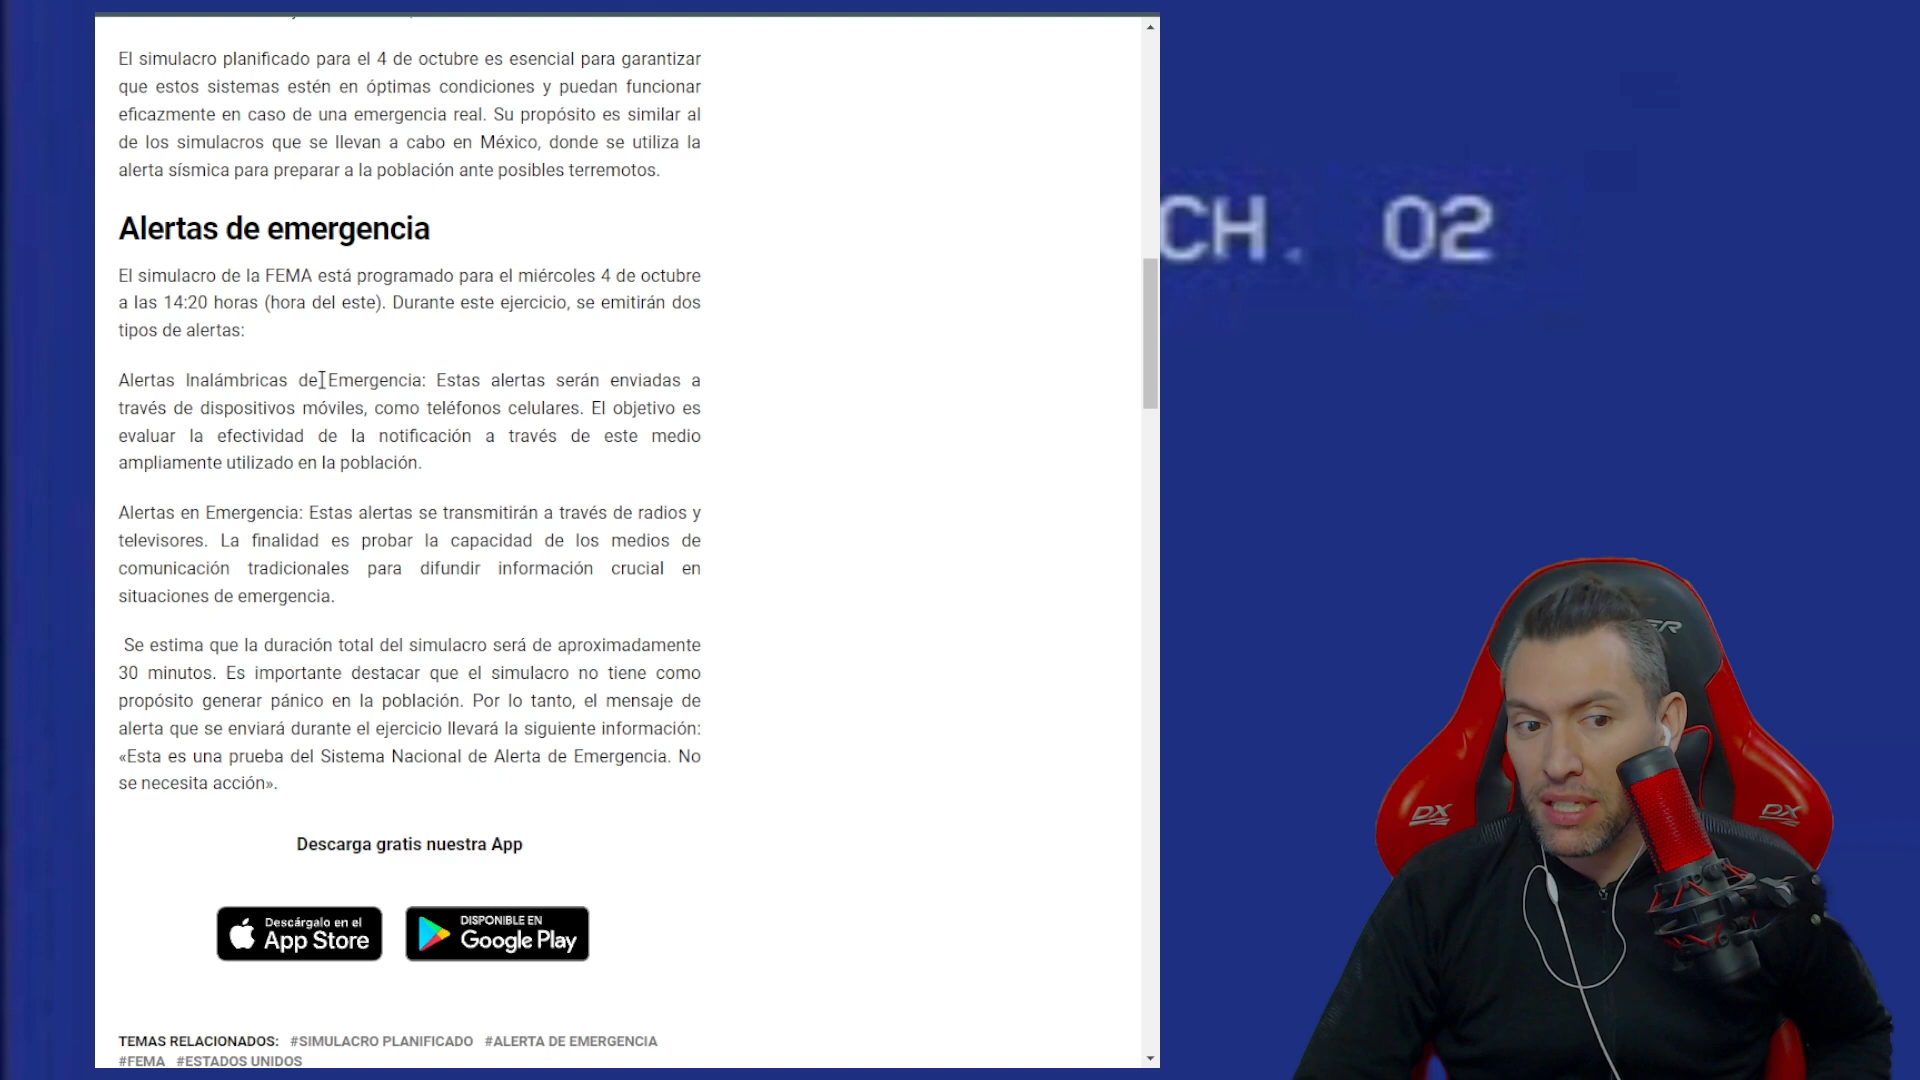 El simulacro planificado para el 4 de octubre es esencial para garantizar
que estos sistemas estén en óptimas condiciones y puedan funcionar
eficazmente en caso de una emergencia real. Su propósito es similar al
de los simulacros que se llevan a cabo en México, donde se utiliza la
alerta sísmica para preparar a la población ante posibles terremotos.
Alertas de emergencia
El simulacro de la FEMA está programado para el miércoles 4 de octubre
a las 14:20 horas (hora del este). Durante este ejercicio, se emitirán dos
tipos de alertas:
Alertas Inalámbricas de Emergencia: Estas alertas serán enviadas a
través de dispositivos móviles, como teléfonos celulares. El objetivo es
evaluar la efectividad de la notificación a través de este medio
ampliamente utilizado en la población.
Alertas en Emergencia: Estas alertas se transmitirán a través de radios y
televisores. La finalidad es probar la capacidad de los medios de
comunicación tradicionales para difundir información crucial en
situaciones de emergencia.
Se estima que la duración total del simulacro será de aproximadamente
30 minutos. Es importante destacar que el simulacro no tiene como
propósito generar pánico en la población. Por lo tanto, el mensaje de
alerta que se enviará durante el ejercicio llevará la siguiente información:
«Esta es una prueba del Sistema Nacional de Alerta de Emergencia. No
se necesita acción».
Descarga gratis nuestra App
Descárgalo en el
App Store
DISPONIBLE EN
Google Play
TEMAS RELACIONADOS: #SIMULACRO PLANIFICADO #ALERTA DE EMERGENCIA
#FEMA #ESTADOS UNIDOS
CH. 02
DX
DX